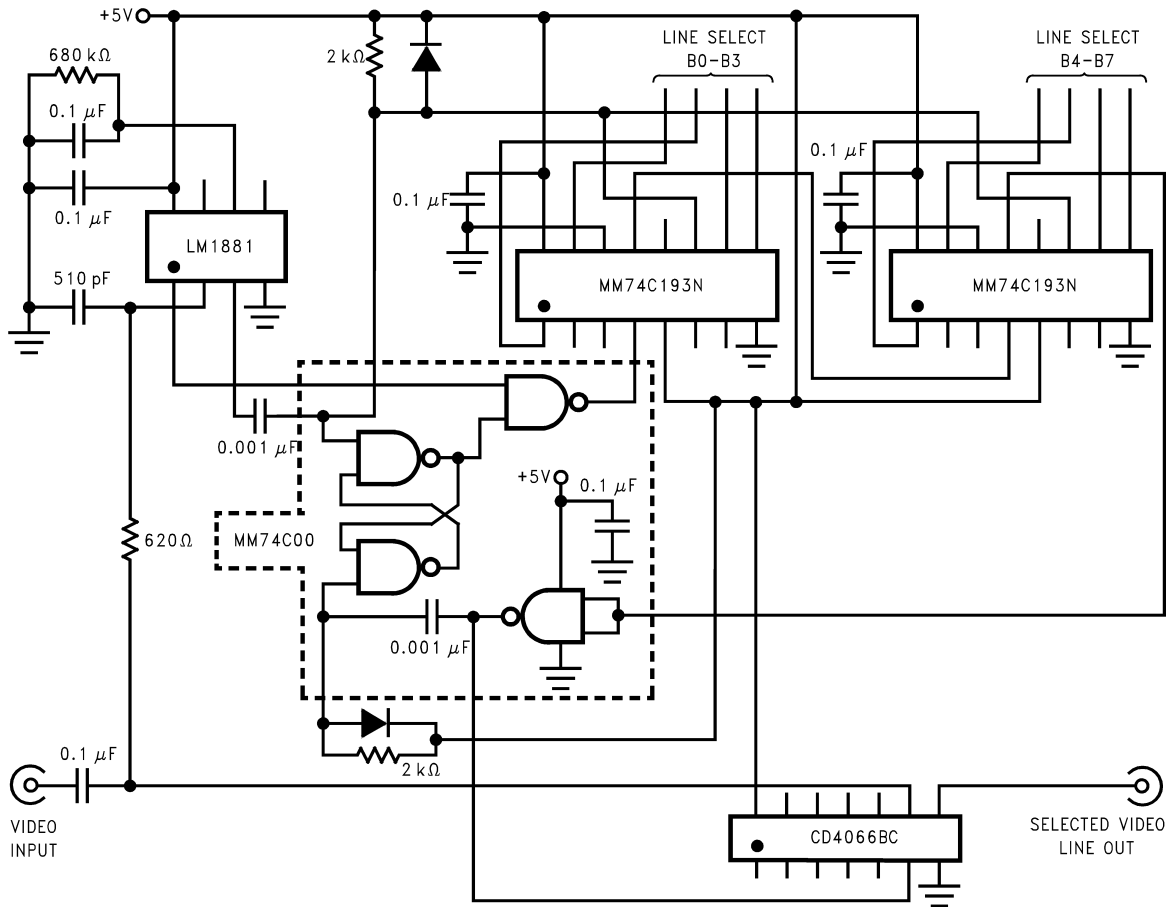 +5V
680 kΩ
0.1 μF
0.1 μF
LM1881
510 pF
2 kΩ
LINE SELECT
B0-B3
LINE SELECT
B4-B7
0.1 μF
0.1 μF
MM74C193N
MM74C193N
0.001 μF
+5V
0.1 μF
MM74C00
620Ω
0.001 μF
2 kΩ
0.1 μF
VIDEO
INPUT
CD4066BC
SELECTED VIDEO
LINE OUT